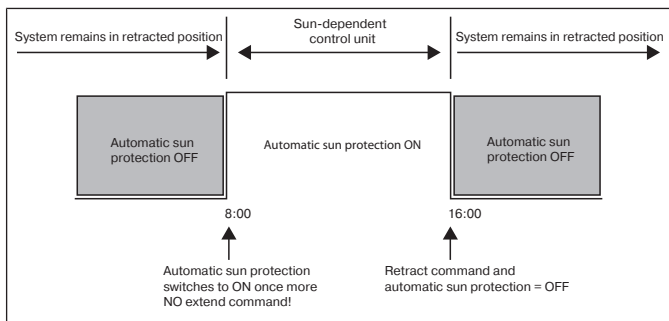 System remains in retracted position
Sun-dependent
control unit
System remains in retracted position
Automatic sun
protection OFF
Automatic sun protection ON
Automatic sun
protection OFF
8:00
16:00
Automatic sun protection
switches to ON once more
NO extend command!
Retract command and
automatic sun protection = OFF